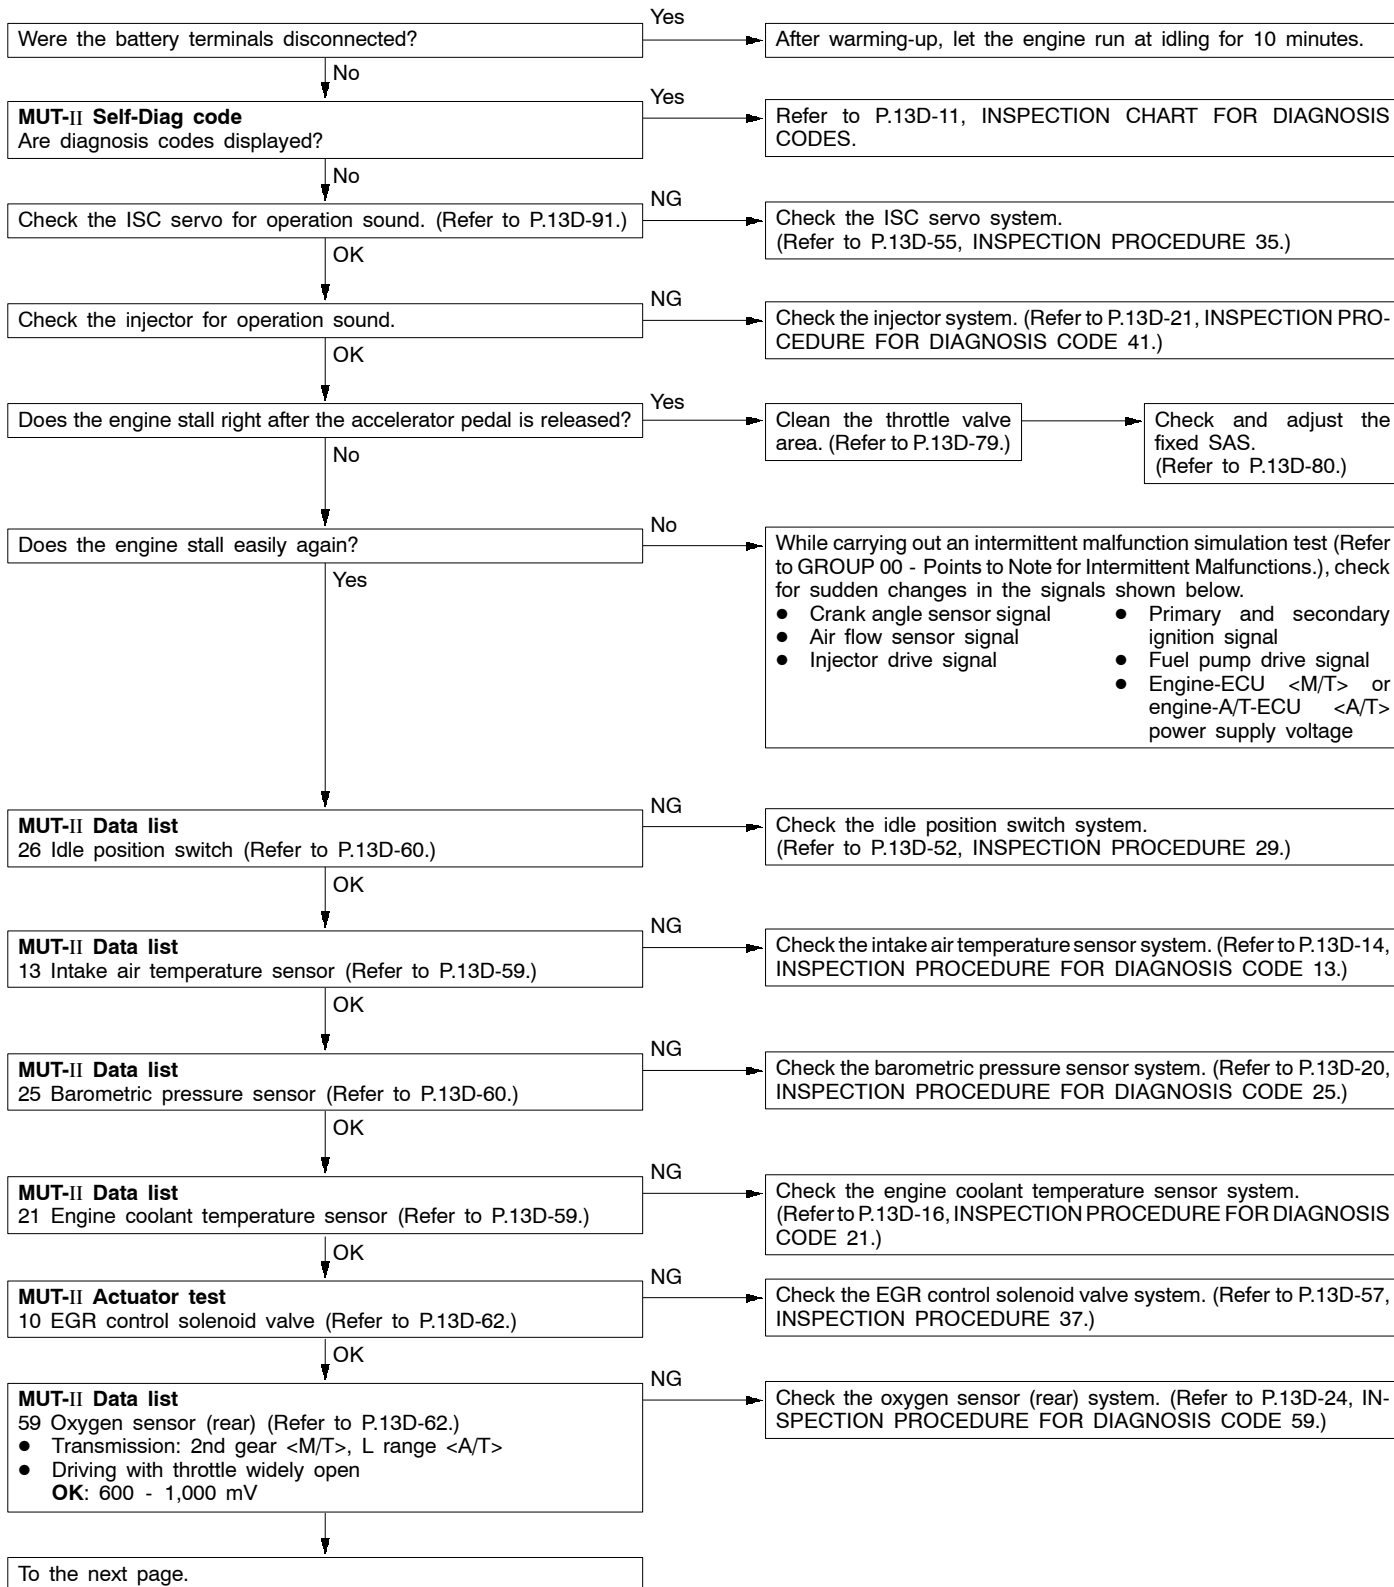 Were the battery terminals disconnected?
Yes
After warming-up, let the engine run at idling for 10 minutes.
No
MUT-II Self-Diag code
Are diagnosis codes displayed?
Yes
Refer to P.13D-11, INSPECTION CHART FOR DIAGNOSIS
CODES.
No
Check the ISC servo for operation sound. (Refer to P.13D-91.)
NG
Check the ISC servo system.
(Refer to P.13D-55, INSPECTION PROCEDURE 35.)
OK
Check the injector for operation sound.
NG
Check the injector system. (Refer to P.13D-21, INSPECTION PRO-
CEDURE FOR DIAGNOSIS CODE 41.)
OK
Does the engine stall right after the accelerator pedal is released?
Yes
Clean the throttle valve
area. (Refer to P.13D-79.)
Check and adjust the
fixed SAS.
(Refer to P.13D-80.)
No
Does the engine stall easily again?
No
While carrying out an intermittent malfunction simulation test (Refer
to GROUP 00 - Points to Note for Intermittent Malfunctions.), check
for sudden changes in the signals shown below.
● Crank angle sensor signal
● Air flow sensor signal
● Injector drive signal
● Primary and secondary
ignition signal
● Fuel pump drive signal
● Engine-ECU <M/T> or
engine-A/T-ECU <A/T>
power supply voltage
Yes
MUT-II Data list
26 Idle position switch (Refer to P.13D-60.)
NG
Check the idle position switch system.
(Refer to P.13D-52, INSPECTION PROCEDURE 29.)
OK
MUT-II Data list
13 Intake air temperature sensor (Refer to P.13D-59.)
NG
Check the intake air temperature sensor system. (Refer to P.13D-14,
INSPECTION PROCEDURE FOR DIAGNOSIS CODE 13.)
OK
MUT-II Data list
25 Barometric pressure sensor (Refer to P.13D-60.)
NG
Check the barometric pressure sensor system. (Refer to P.13D-20,
INSPECTION PROCEDURE FOR DIAGNOSIS CODE 25.)
OK
MUT-II Data list
21 Engine coolant temperature sensor (Refer to P.13D-59.)
NG
Check the engine coolant temperature sensor system.
(Refer to P.13D-16, INSPECTION PROCEDURE FOR DIAGNOSIS
CODE 21.)
OK
MUT-II Actuator test
10 EGR control solenoid valve (Refer to P.13D-62.)
NG
Check the EGR control solenoid valve system. (Refer to P.13D-57,
INSPECTION PROCEDURE 37.)
OK
MUT-II Data list
59 Oxygen sensor (rear) (Refer to P.13D-62.)
● Transmission: 2nd gear <M/T>, L range <A/T>
● Driving with throttle widely open
OK: 600 - 1,000 mV
NG
Check the oxygen sensor (rear) system. (Refer to P.13D-24, IN-
SPECTION PROCEDURE FOR DIAGNOSIS CODE 59.)
To the next page.